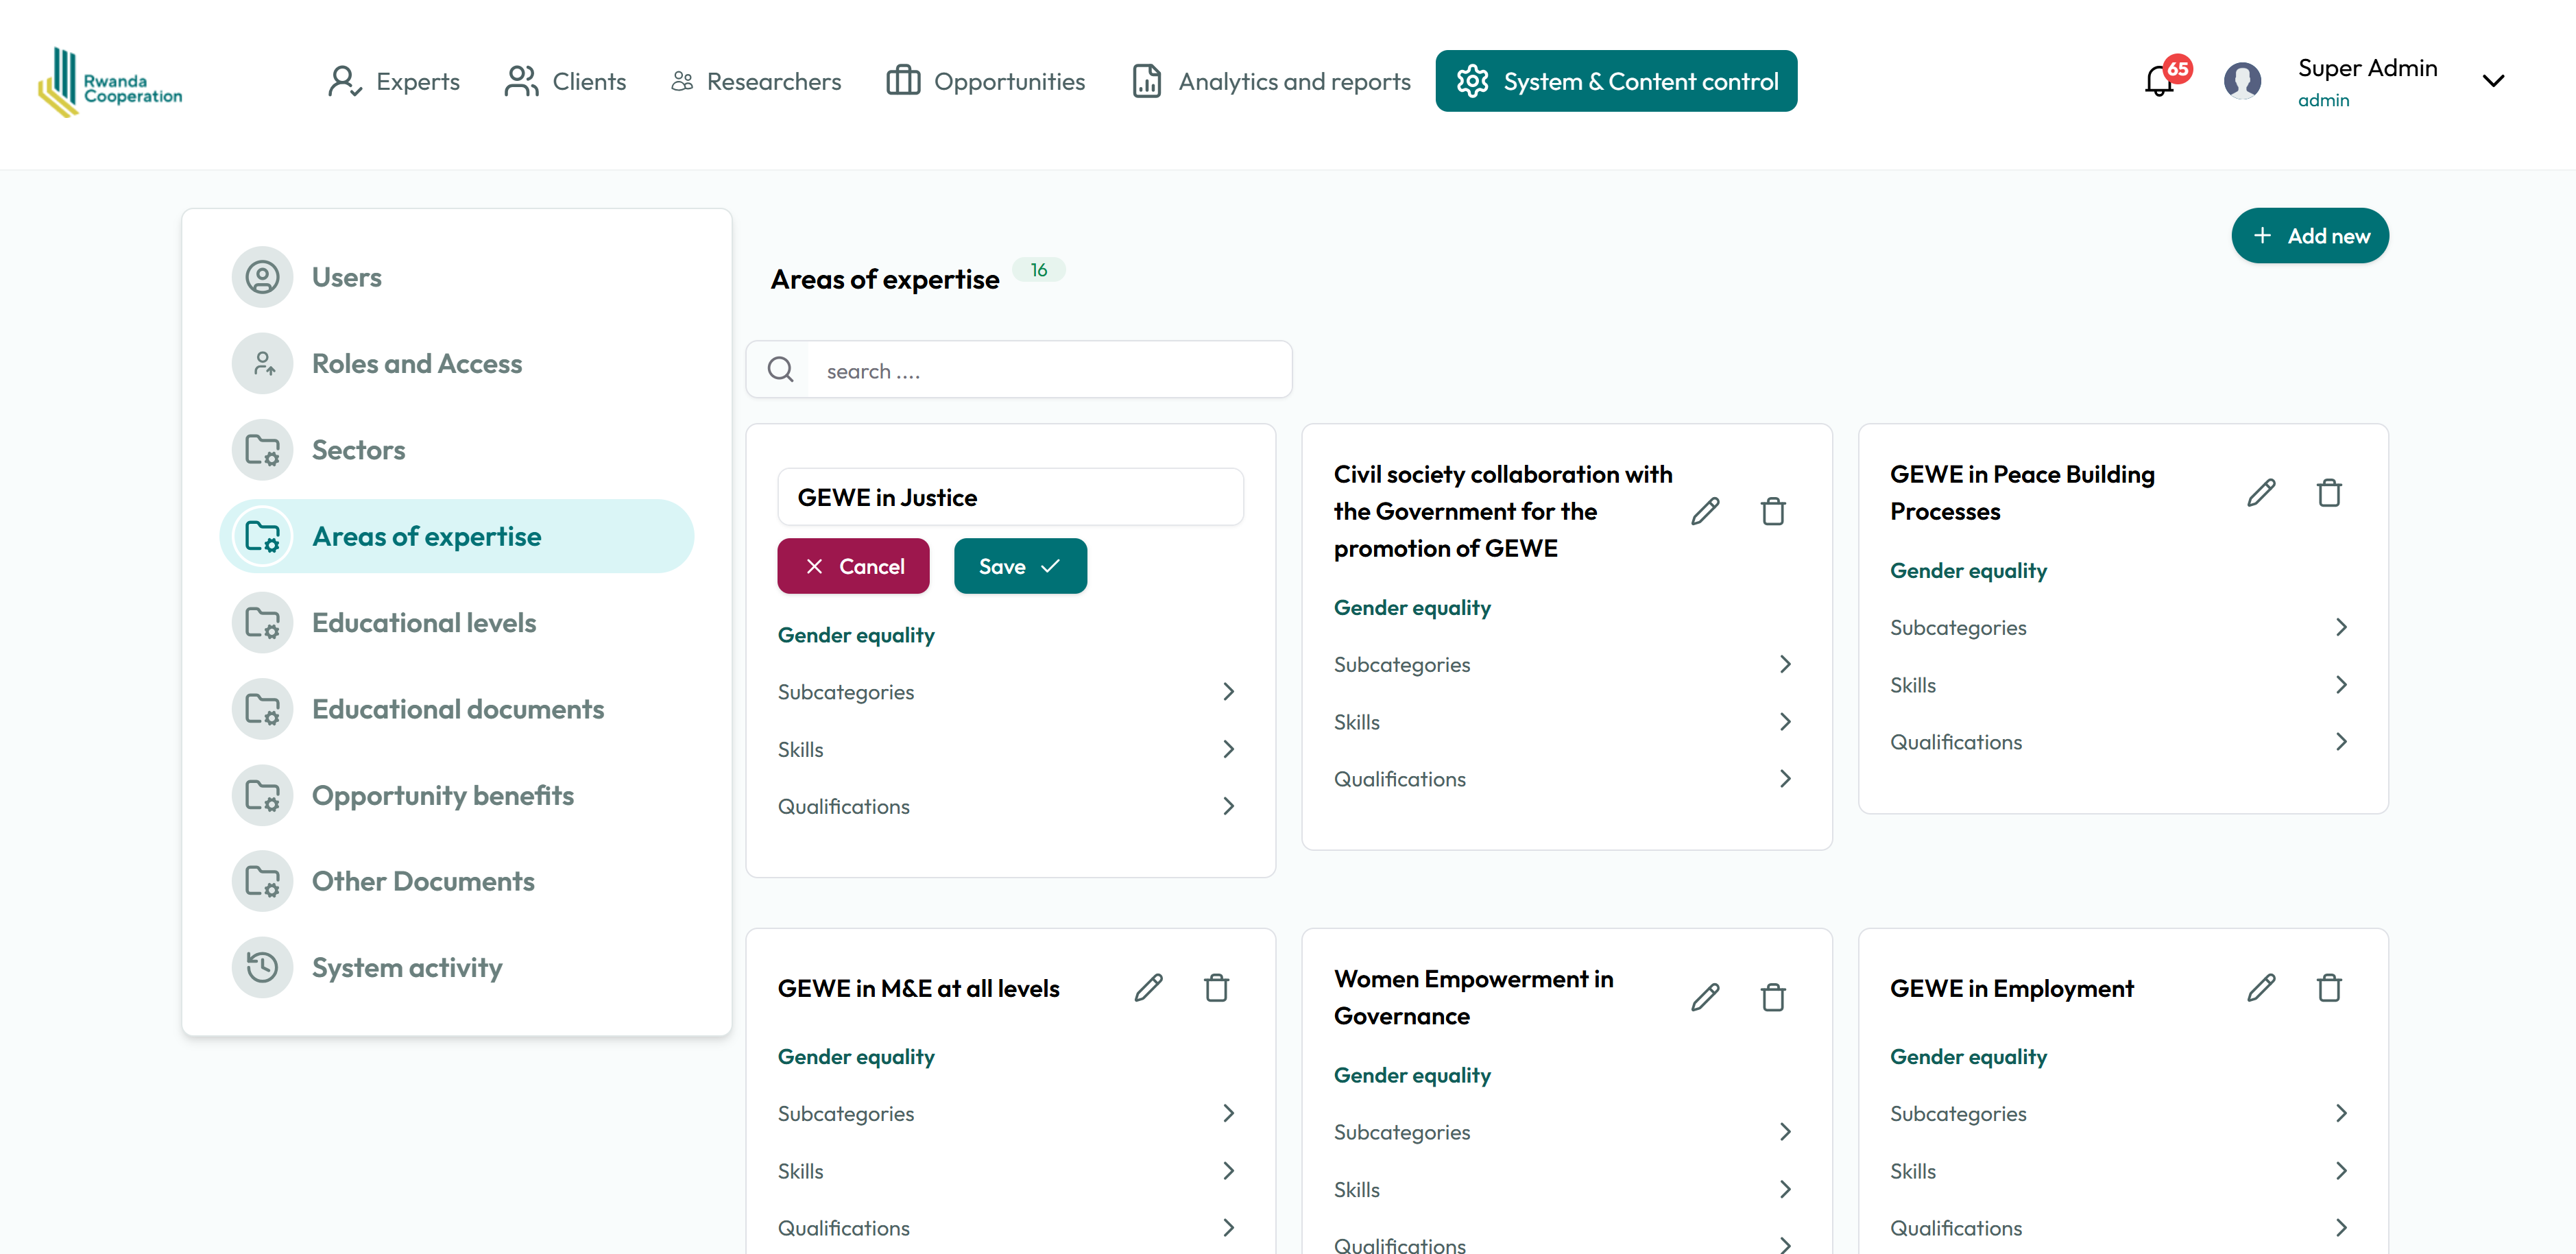 Rwanda
Cooperation
Experts
Clients
Researchers
Opportunities
Analytics and reports
System & Content control
65
Super Admin
admin
Users
Roles and Access
Sectors
Areas of expertise
Educational levels
Educational documents
Opportunity benefits
Other Documents
System activity
Areas of expertise 16
Add new
search ....
GEWE in Justice
Cancel
Save
Gender equality
Subcategories
Skills
Qualifications
Civil society collaboration with
the Government for the
promotion of GEWE
Gender equality
Subcategories
Skills
Qualifications
GEWE in Peace Building
Processes
Gender equality
Subcategories
Skills
Qualifications
GEWE in M&E at all levels
Gender equality
Subcategories
Skills
Qualifications
Women Empowerment in
Governance
Gender equality
Subcategories
Skills
Qualifications
GEWE in Employment
Gender equality
Subcategories
Skills
Qualifications